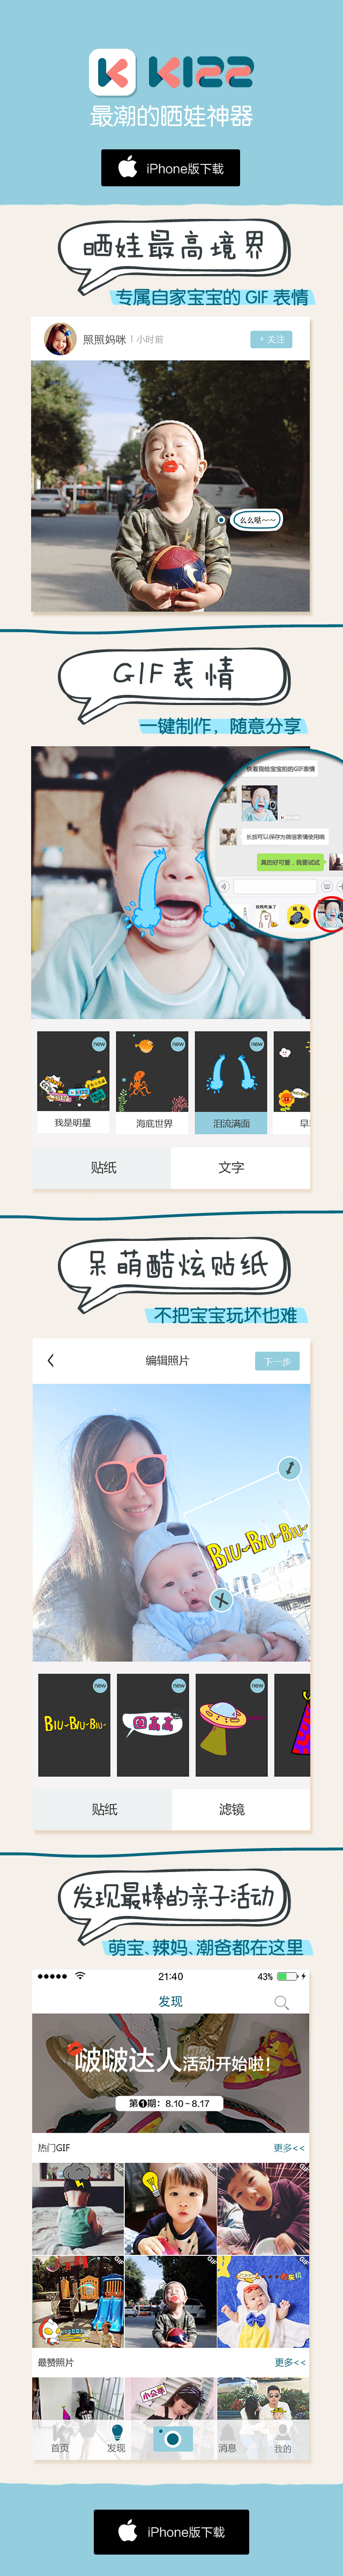 KIZZ
最潮的晒娃神器
iPhone版下载
晒娃最高境界
专属自家宝宝的 GIF 表情
照照妈咪 1 小时前
+ 关注
么么哒~~
GIF表情
一键制作，随意分享
快看我给宝宝拍的GIF表情
长按可以保存为微信表情使用哦
真的好可爱，我要试试
new
new
new
我是明星
海底世界
泪流满面
贴纸
文字
呆萌酷炫贴纸
不把宝宝玩坏也难
编辑照片
下一步
BIU~BIU~BIU~
new
new
new
BIU~BIU~BIU~
贴纸
滤镜
发现最棒的亲子活动
萌宝、辣妈、潮爸都在这里
21:40
43%
发现
啵啵达人活动开始啦！
第1期：8.10-8.17
热门GIF
更多<<
GIF
GIF
GIF
GIF
GIF
GIF
最赞照片
更多<<
首页
发现
消息
我的
iPhone版下载